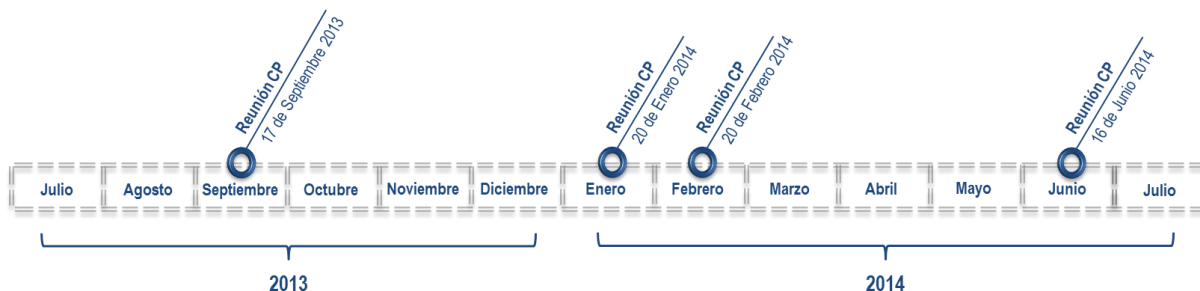 Reunión CP
17 de Septiembre 2013
Reunión CP
20 de Enero 2014
Reunión CP
20 de Febrero 2014
Reunión CP
16 de Junio 2014
Julio
Agosto
Septiembre
Octubre
Noviembre
Diciembre
Enero
Febrero
Marzo
Abril
Mayo
Junio
Julio
2013
2014